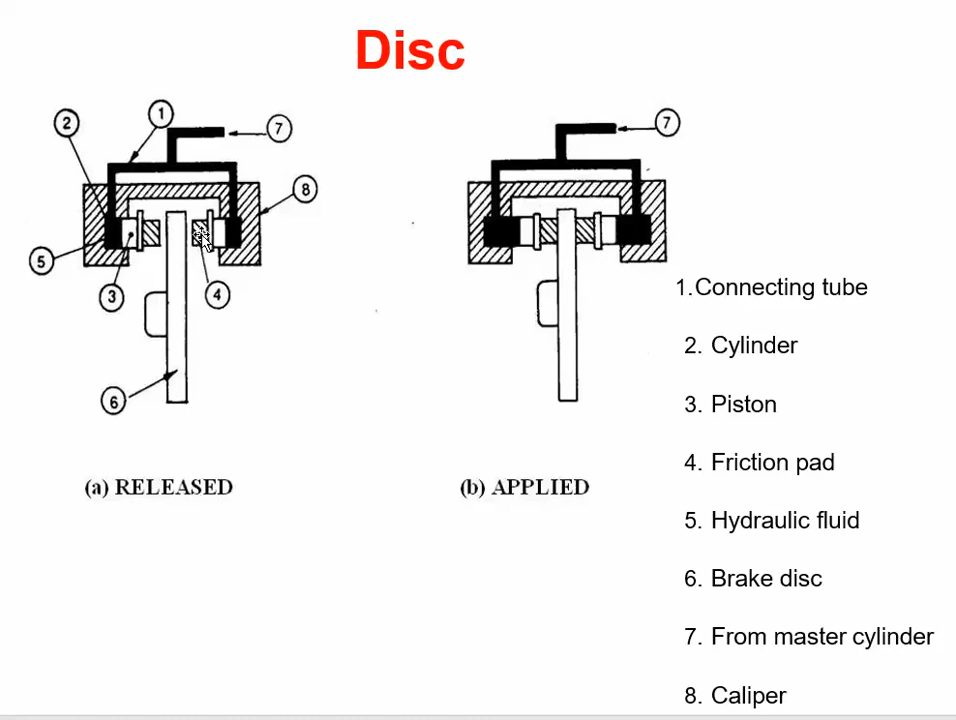 Disc
1
2
7
8
5
3
4
6
7
(a) RELEASED
(b) APPLIED
1.Connecting tube
2. Cylinder
3. Piston
4. Friction pad
5. Hydraulic fluid
6. Brake disc
7. From master cylinder
8. Caliper